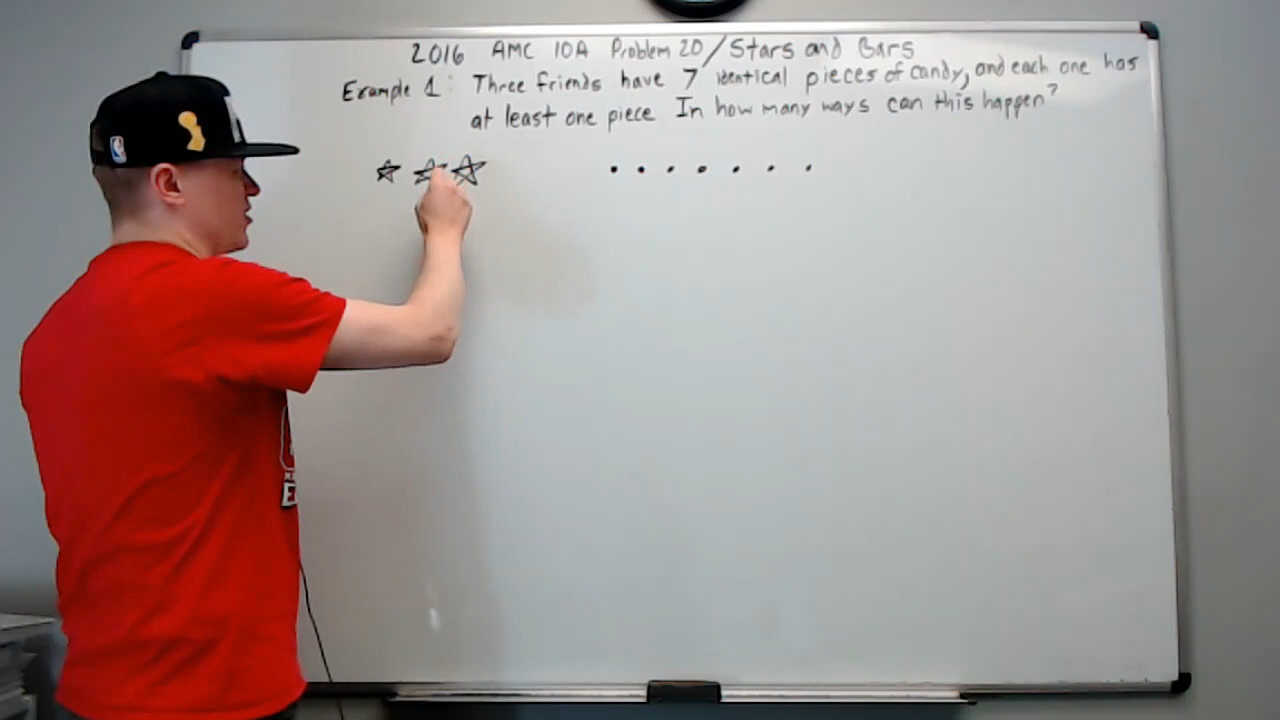 2016 AMC 10A Problem 20/Stars and Bars
Example 1: Three friends have 7 identical pieces of candy, and each one has
at least one piece. In how many ways can this happen?